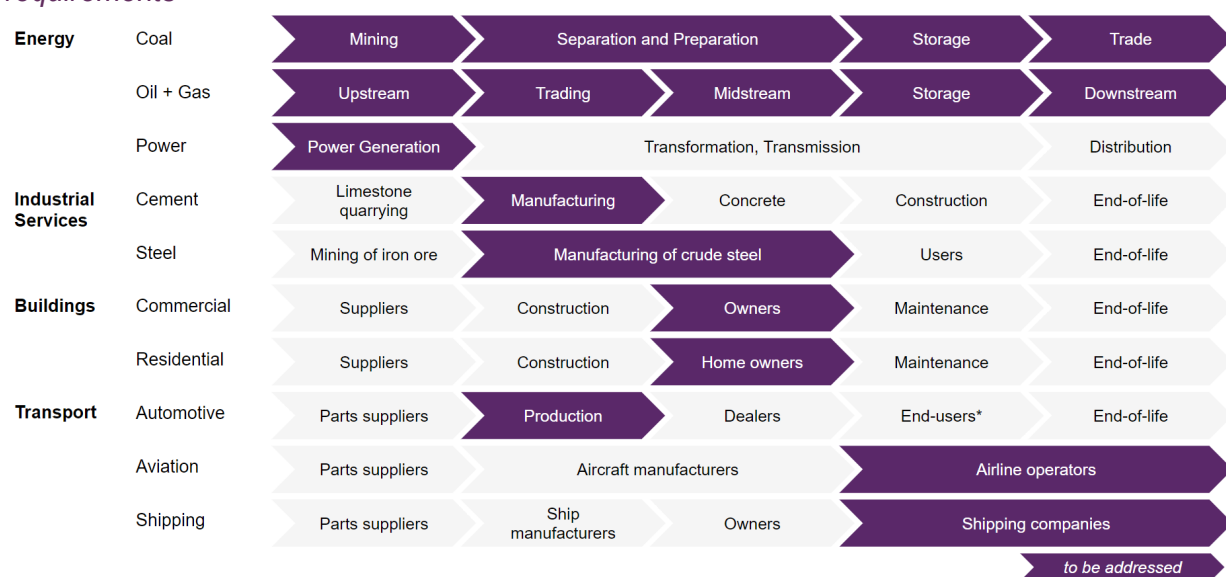 requirements
Energy Coal Mining Separation and Preparation Storage Trade
Oil + Gas Upstream Trading Midstream Storage Downstream
Power Power Generation Transformation, Transmission Distribution
Industrial
Services
Cement
Limestone
quarrying
Manufacturing Concrete Construction End-of-life
Steel Mining of iron ore Manufacturing of crude steel Users End-of-life
Buildings Commercial Suppliers Construction Owners Maintenance End-of-life
Residential Suppliers Construction Home owners Maintenance End-of-life
Transport Automotive Parts suppliers Production Dealers End-users* End-of-life
Aviation Parts suppliers Aircraft manufacturers Airline operators
Shipping Parts suppliers
Ship
manufacturers
Owners Shipping companies
to be addressed